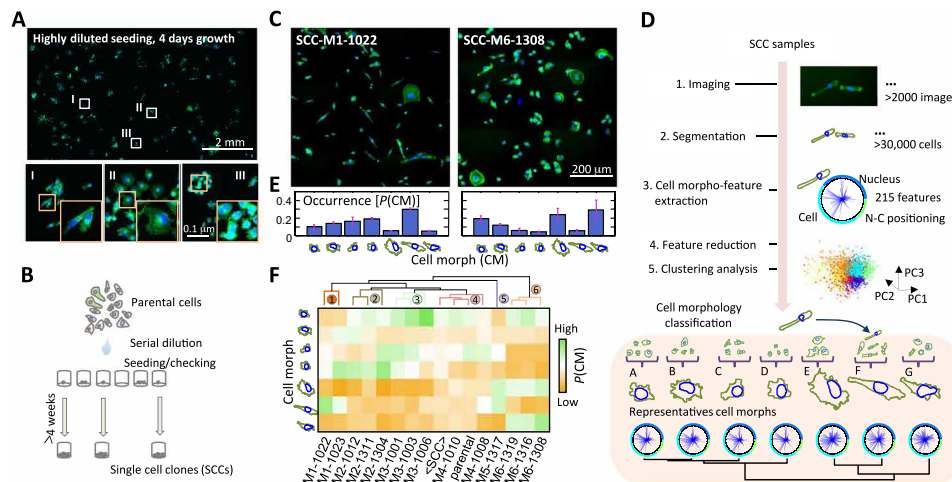 A
Highly diluted seeding, 4 days growth
I
II
III
2 mm
I
II
III
0.1 µm
B
Parental cells
Serial dilution
Seeding/checking
>4 weeks
Single cell clones (SCCs)
C
SCC-M1-1022
SCC-M6-1308
200 µm
E
Occurrence [P(CM)]
0.4
0.2
0
Cell morph (CM)
F
1
2
3
4
5
6
Cell morph
High
P(CM)
Low
M1-1022
M1-1023
M2-1012
M2-1311
M2-1304
M3-1001
M3-1003
M3-1006
<SCC>
M4-1010
parental
M4-1008
M5-1317
M6-1319
M6-1316
M6-1308
D
SCC samples
1. Imaging
...
>2000 image
2. Segmentation
...
>30,000 cells
3. Cell morpho-feature
extraction
Nucleus
215 features
Cell
N-C positioning
4. Feature reduction
5. Clustering analysis
PC3
PC2
PC1
Cell morphology
classification
A
B
C
D
E
F
G
Representatives cell morphs